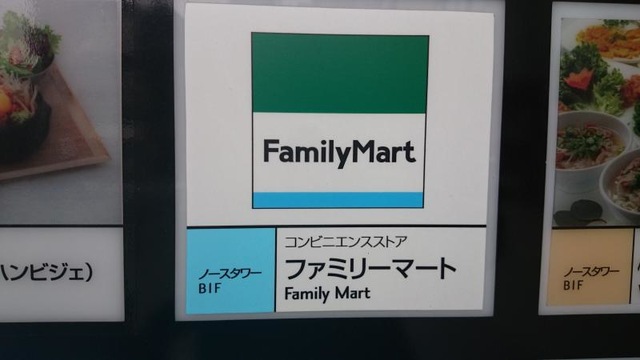 FamilyMart
コンビニエンスストア
ファミリーマート
Family Mart
ノースタワー
B1F
ハンビジェ)
ノースタワー
B1F